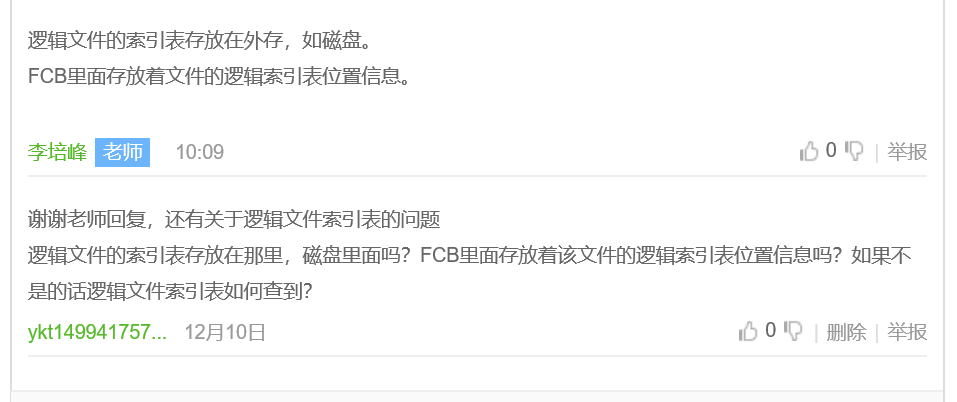 逻辑文件的索引表存放在外存，如磁盘。
FCB里面存放着文件的逻辑索引表位置信息。
李培峰 老师 10:09 0 | 举报
谢谢老师回复，还有关于逻辑文件索引表的问题
逻辑文件的索引表存放在那里，磁盘里面吗？FCB里面存放着该文件的逻辑索引表位置信息吗？如果不
是的话逻辑文件索引表如何查到？
ykt149941757... 12月10日 0 | 删除 | 举报